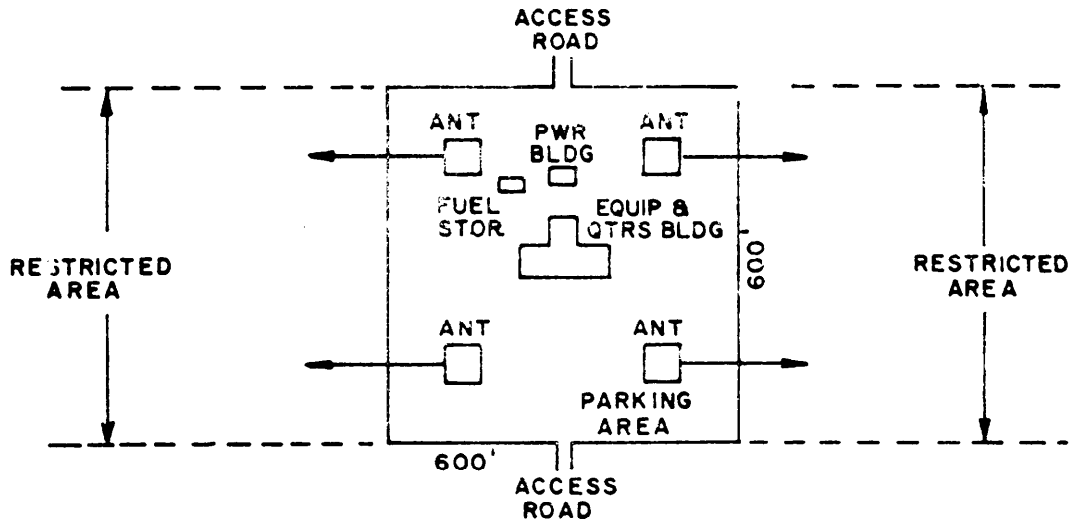 ACCESS
ROAD
ANT
PWR
BLDG
ANT
FUEL
STOR
EQUIP &
QTRS BLDG
600'
RESTRICTED
AREA
RESTRICTED
AREA
ANT
ANT
PARKING
AREA
600'
ACCESS
ROAD